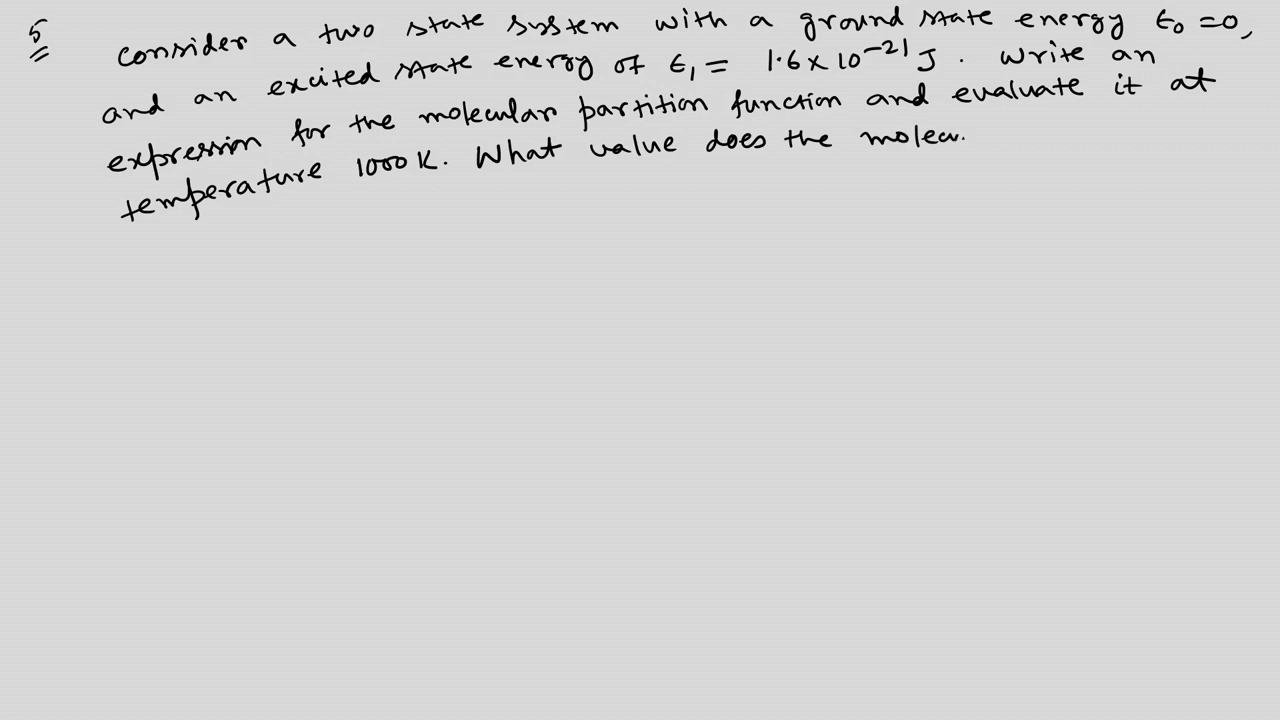 5
Consider a two state system with a ground state energy ϵ₀ = 0,
and an excited state energy of ϵ₁ = 1.6 × 10⁻²¹ J. Write an
expression for the molecular partition function and evaluate it at
temperature 1000 K. What value does the molecu.